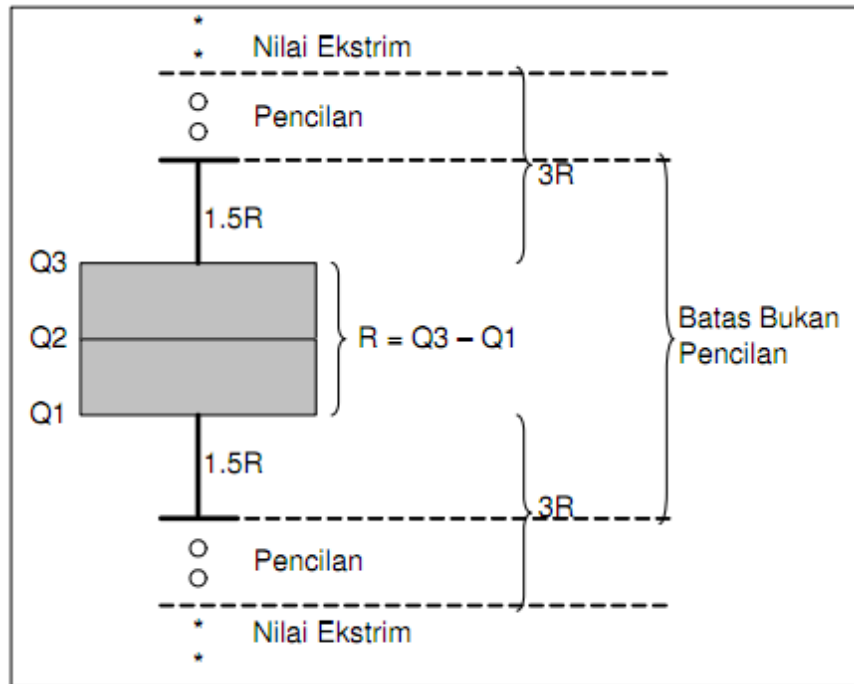 *
* Nilai Ekstrim
Pencilan
3R
1.5R
Q3
Q2
R = Q3 – Q1
Batas Bukan
Pencilan
Q1
1.5R
3R
Pencilan
* Nilai Ekstrim
*